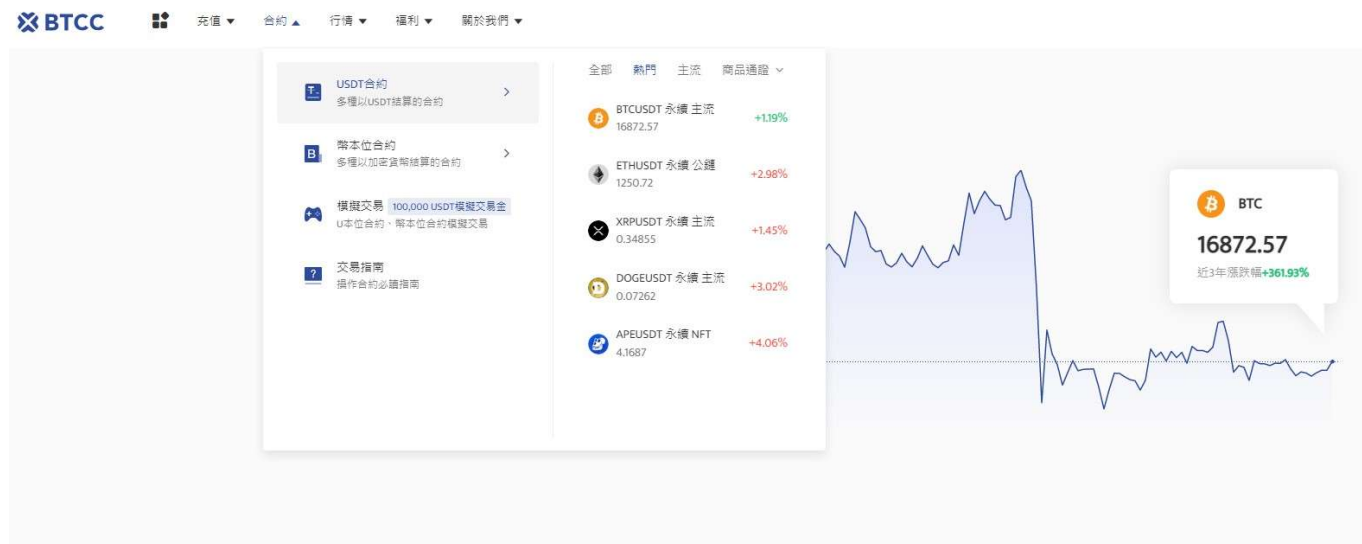 BTCC
充值 ▼
合約 ▲
行情 ▼
福利 ▼
關於我們 ▼
USDT合約
多種以USDT結算的合約
幣本位合約
多種以加密貨幣結算的合約
模擬交易 100,000 USDT模擬交易金
U本位合約、幣本位合約模擬交易
交易指南
操作合約必讀指南
全部 熱門 主流 商品通證
BTCUSDT 永續 主流
16872.57
+1.19%
ETHUSDT 永續 公鏈
1250.72
+2.98%
XRPUSDT 永續 主流
0.34855
+1.45%
DOGEUSDT 永續 主流
0.07262
+3.02%
APEUSDT 永續 NFT
4.1687
+4.06%
BTC
16872.57
近3年漲跌幅+361.93%